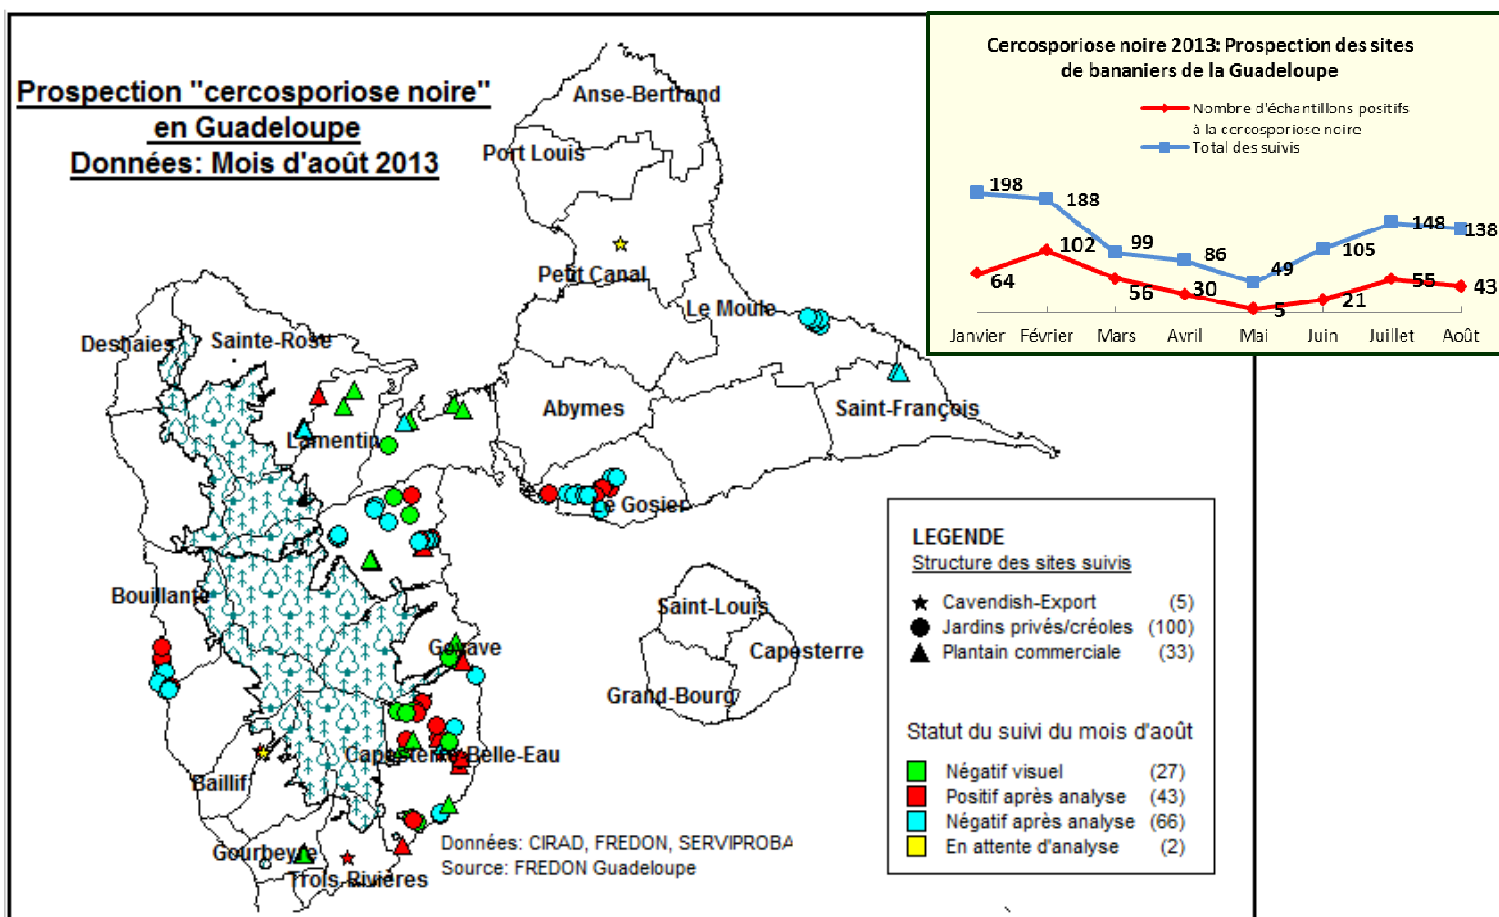 Prospection "cercosporiose noire"
en Guadeloupe
Données: Mois d'août 2013
Cercosporiose noire 2013: Prospection des sites
de bananiers de la Guadeloupe
Nombre d'échantillons positifs
à la cercosporiose noire
Total des suivis
198
188
99
86
49
105
148
138
64
102
56
30
5
21
55
43
Janvier Février Mars Avril Mai Juin Juillet Août
Anse-Bertrand
Port Louis
Petit Canal
Le Moule
Deshaies
Sainte-Rose
Abymes
Saint-François
Lamentin
Le Gosier
Bouillante
Goyave
Saint-Louis
Capesterre
Grand-Bourg
Capesterre-Belle-Eau
Baillif
Gourbeyre
Trois-Rivières
LEGENDE
Structure des sites suivis
Cavendish-Export (5)
Jardins privés/créoles (100)
Plantain commerciale (33)
Statut du suivi du mois d'août
Négatif visuel (27)
Positif après analyse (43)
Négatif après analyse (66)
En attente d'analyse (2)
Données: CIRAD, FREDON, SERVIPROBA
Source: FREDON Guadeloupe